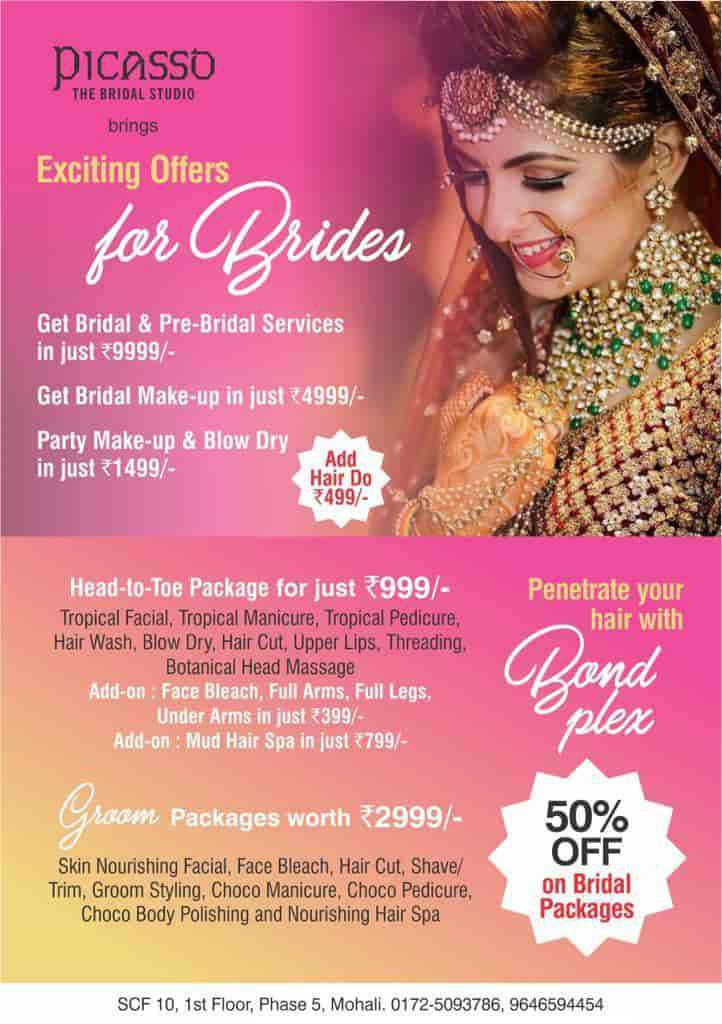 PICASSO
THE BRIDAL STUDIO
brings
Exciting Offers
for Brides
Get Bridal & Pre-Bridal Services
in just ₹9999/-
Get Bridal Make-up in just ₹4999/-
Party Make-up & Blow Dry
in just ₹1499/-
Add
Hair Do
₹499/-
Head-to-Toe Package for just ₹999/-
Tropical Facial, Tropical Manicure, Tropical Pedicure,
Hair Wash, Blow Dry, Hair Cut, Upper Lips, Threading,
Botanical Head Massage
Add-on : Face Bleach, Full Arms, Full Legs,
Under Arms in just ₹399/-
Add-on : Mud Hair Spa in just ₹799/-
Penetrate your
hair with
Bond
plex
Groom Packages worth ₹2999/-
Skin Nourishing Facial, Face Bleach, Hair Cut, Shave/
Trim, Groom Styling, Choco Manicure, Choco Pedicure,
Choco Body Polishing and Nourishing Hair Spa
50%
OFF
on Bridal
Packages
SCF 10, 1st Floor, Phase 5, Mohali. 0172-5093786, 9646594454